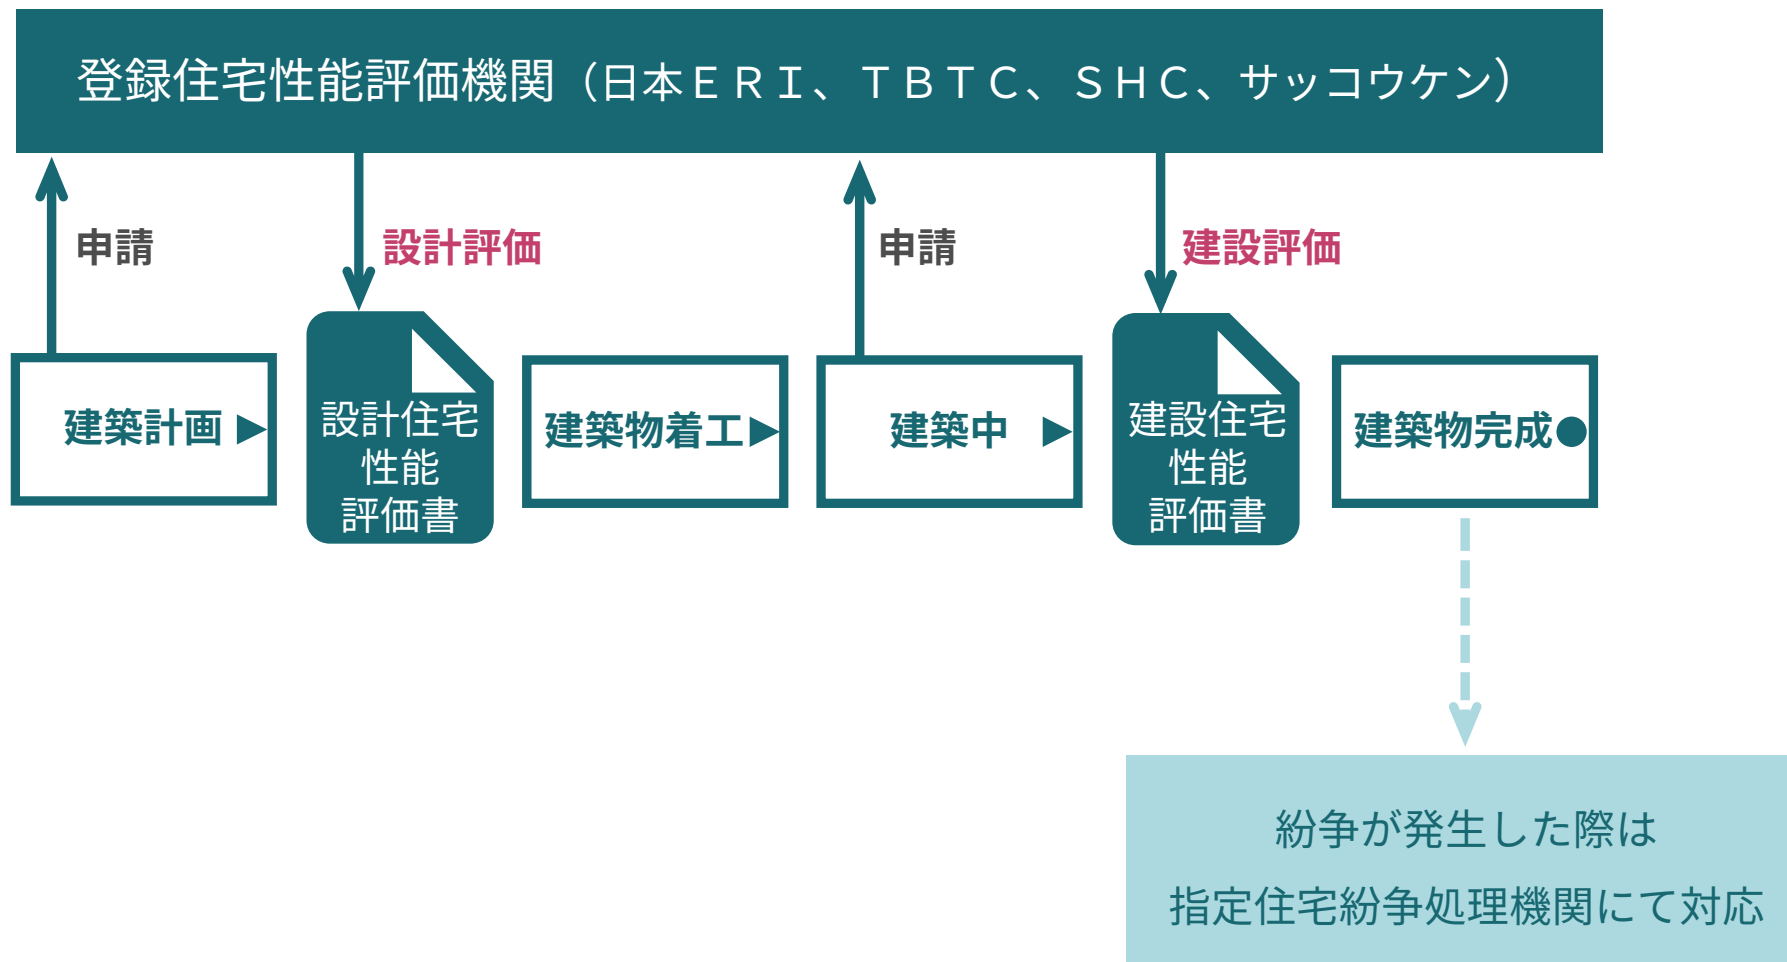 登録住宅性能評価機関（日本ＥＲＩ、ＴＢＴＣ、ＳＨＣ、サッコウケン）
申請
設計評価
申請
建設評価
建築計画 ▶
設計住宅
性能
評価書
建築物着工▶
建築中 ▶
建設住宅
性能
評価書
建築物完成●
紛争が発生した際は
指定住宅紛争処理機関にて対応